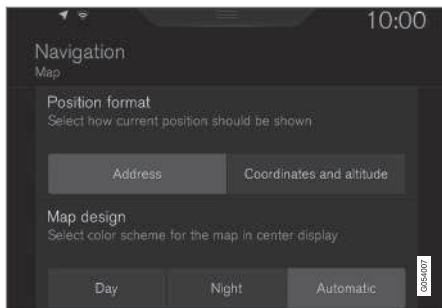 10:00
Navigation
Map
Position format
Select how current position should be shown
Address Coordinates and altitude
Map design
Select color scheme for the map in center display
Day Night Automatic
G054007